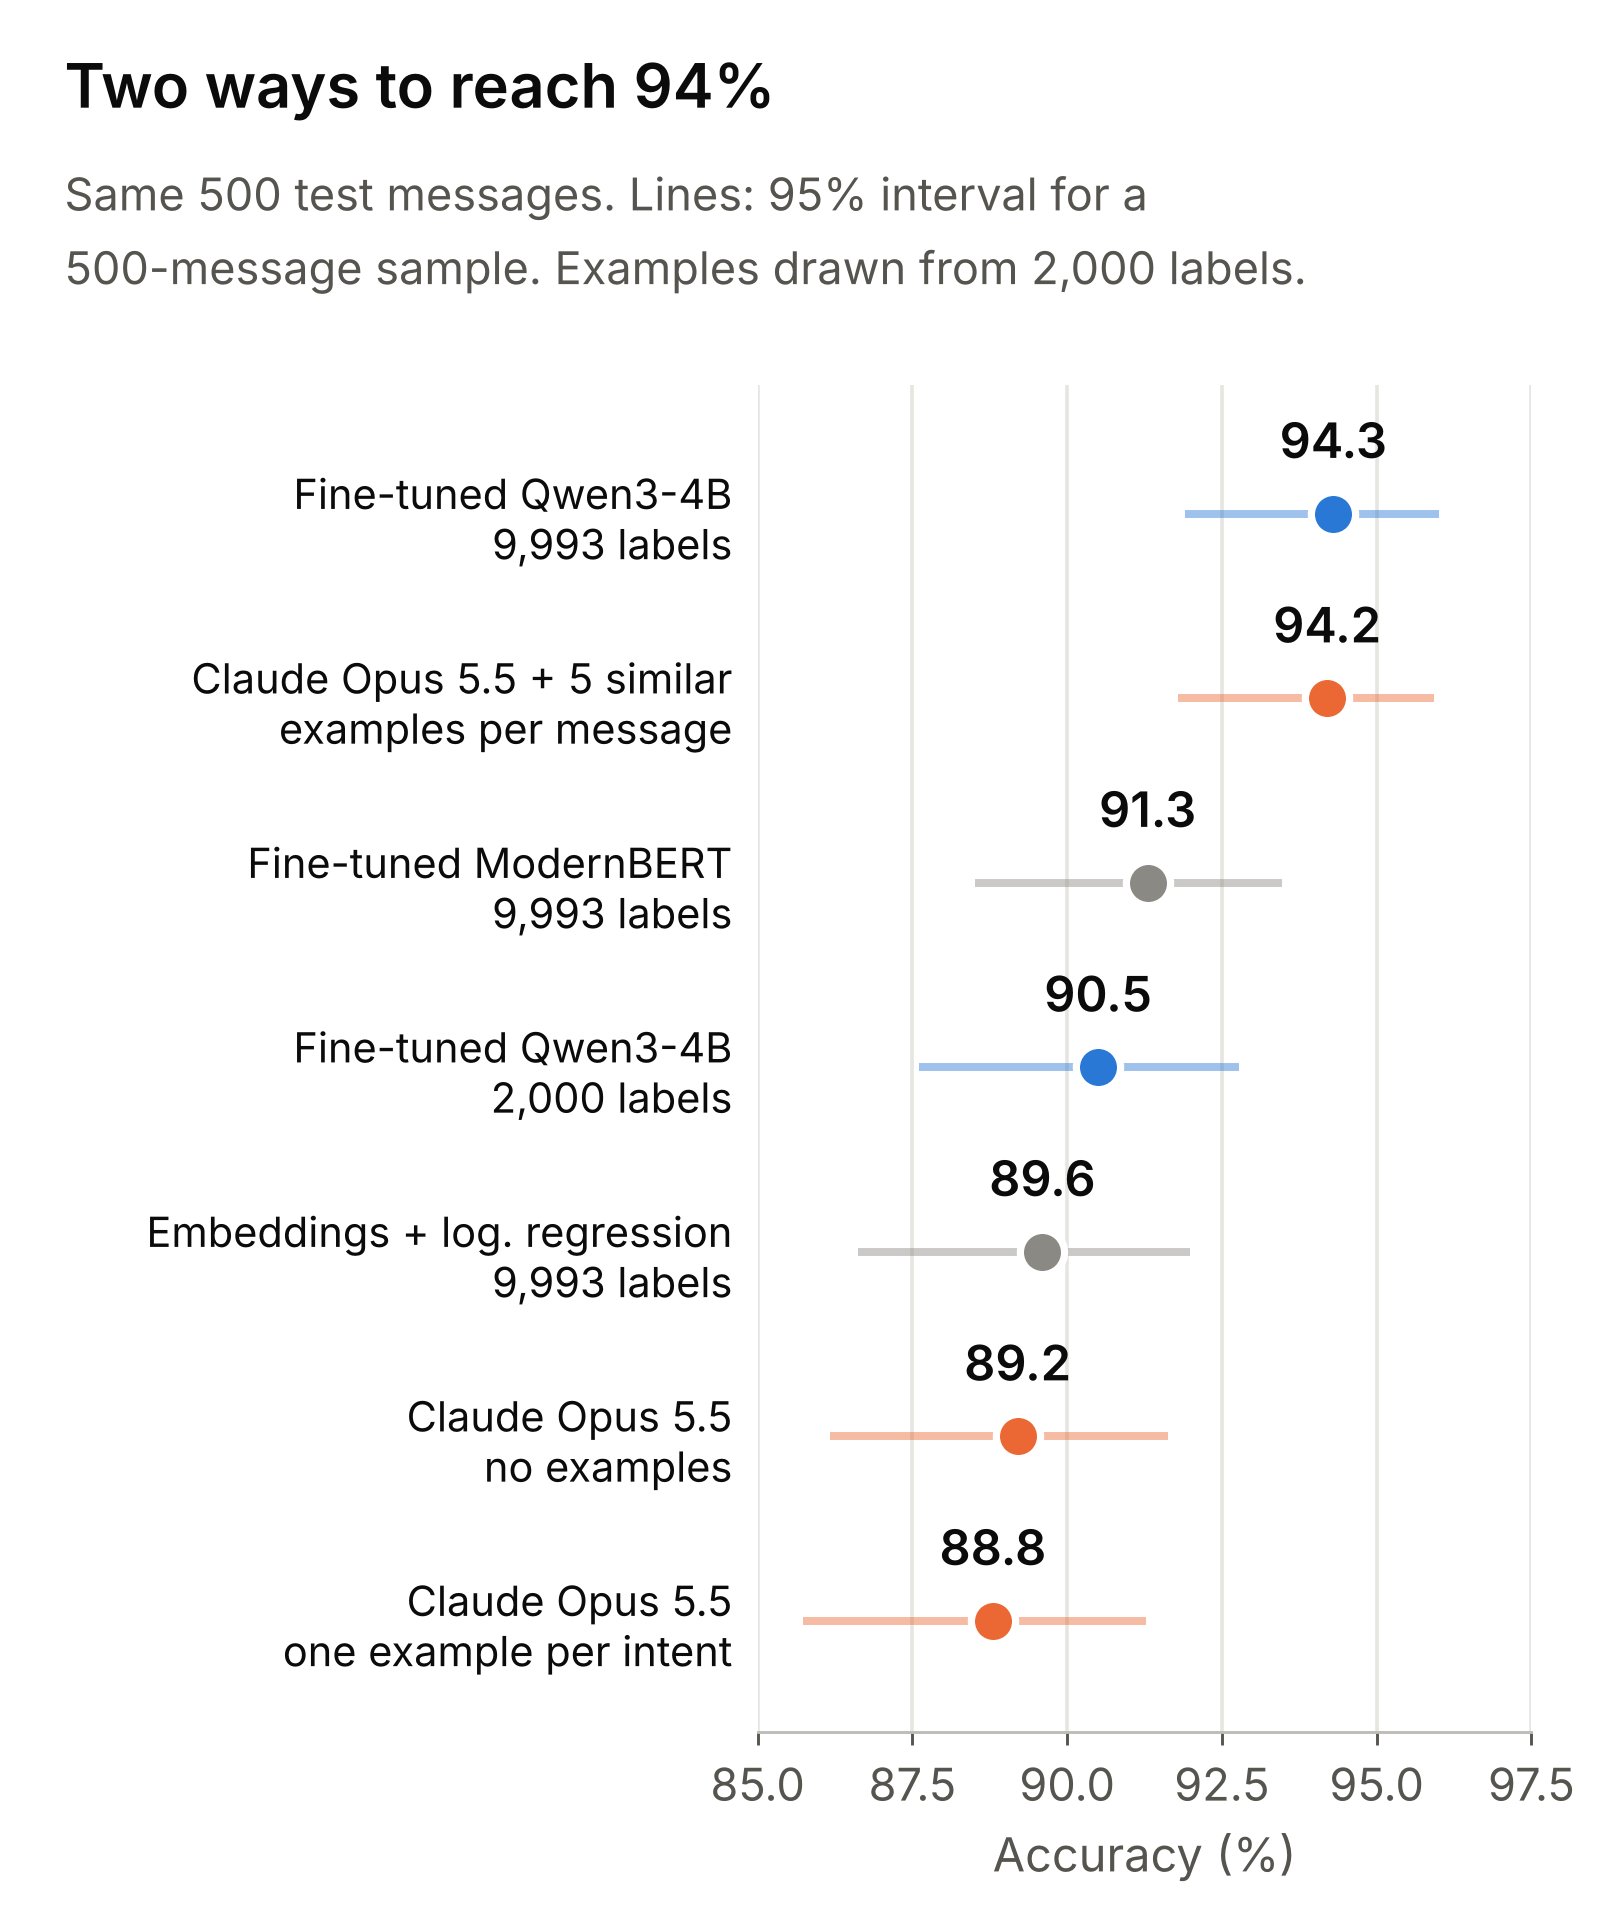 Two ways to reach 94%
Same 500 test messages. Lines: 95% interval for a
500-message sample. Examples drawn from 2,000 labels.
94.3
Fine-tuned Qwen3-4B
9,993 labels
94.2
Claude Opus 5.5 + 5 similar
examples per message
91.3
Fine-tuned ModernBERT
9,993 labels
90.5
Fine-tuned Qwen3-4B
2,000 labels
89.6
Embeddings + log. regression
9,993 labels
89.2
Claude Opus 5.5
no examples
88.8
Claude Opus 5.5
one example per intent
85.0 87.5 90.0 92.5 95.0 97.5
Accuracy (%)